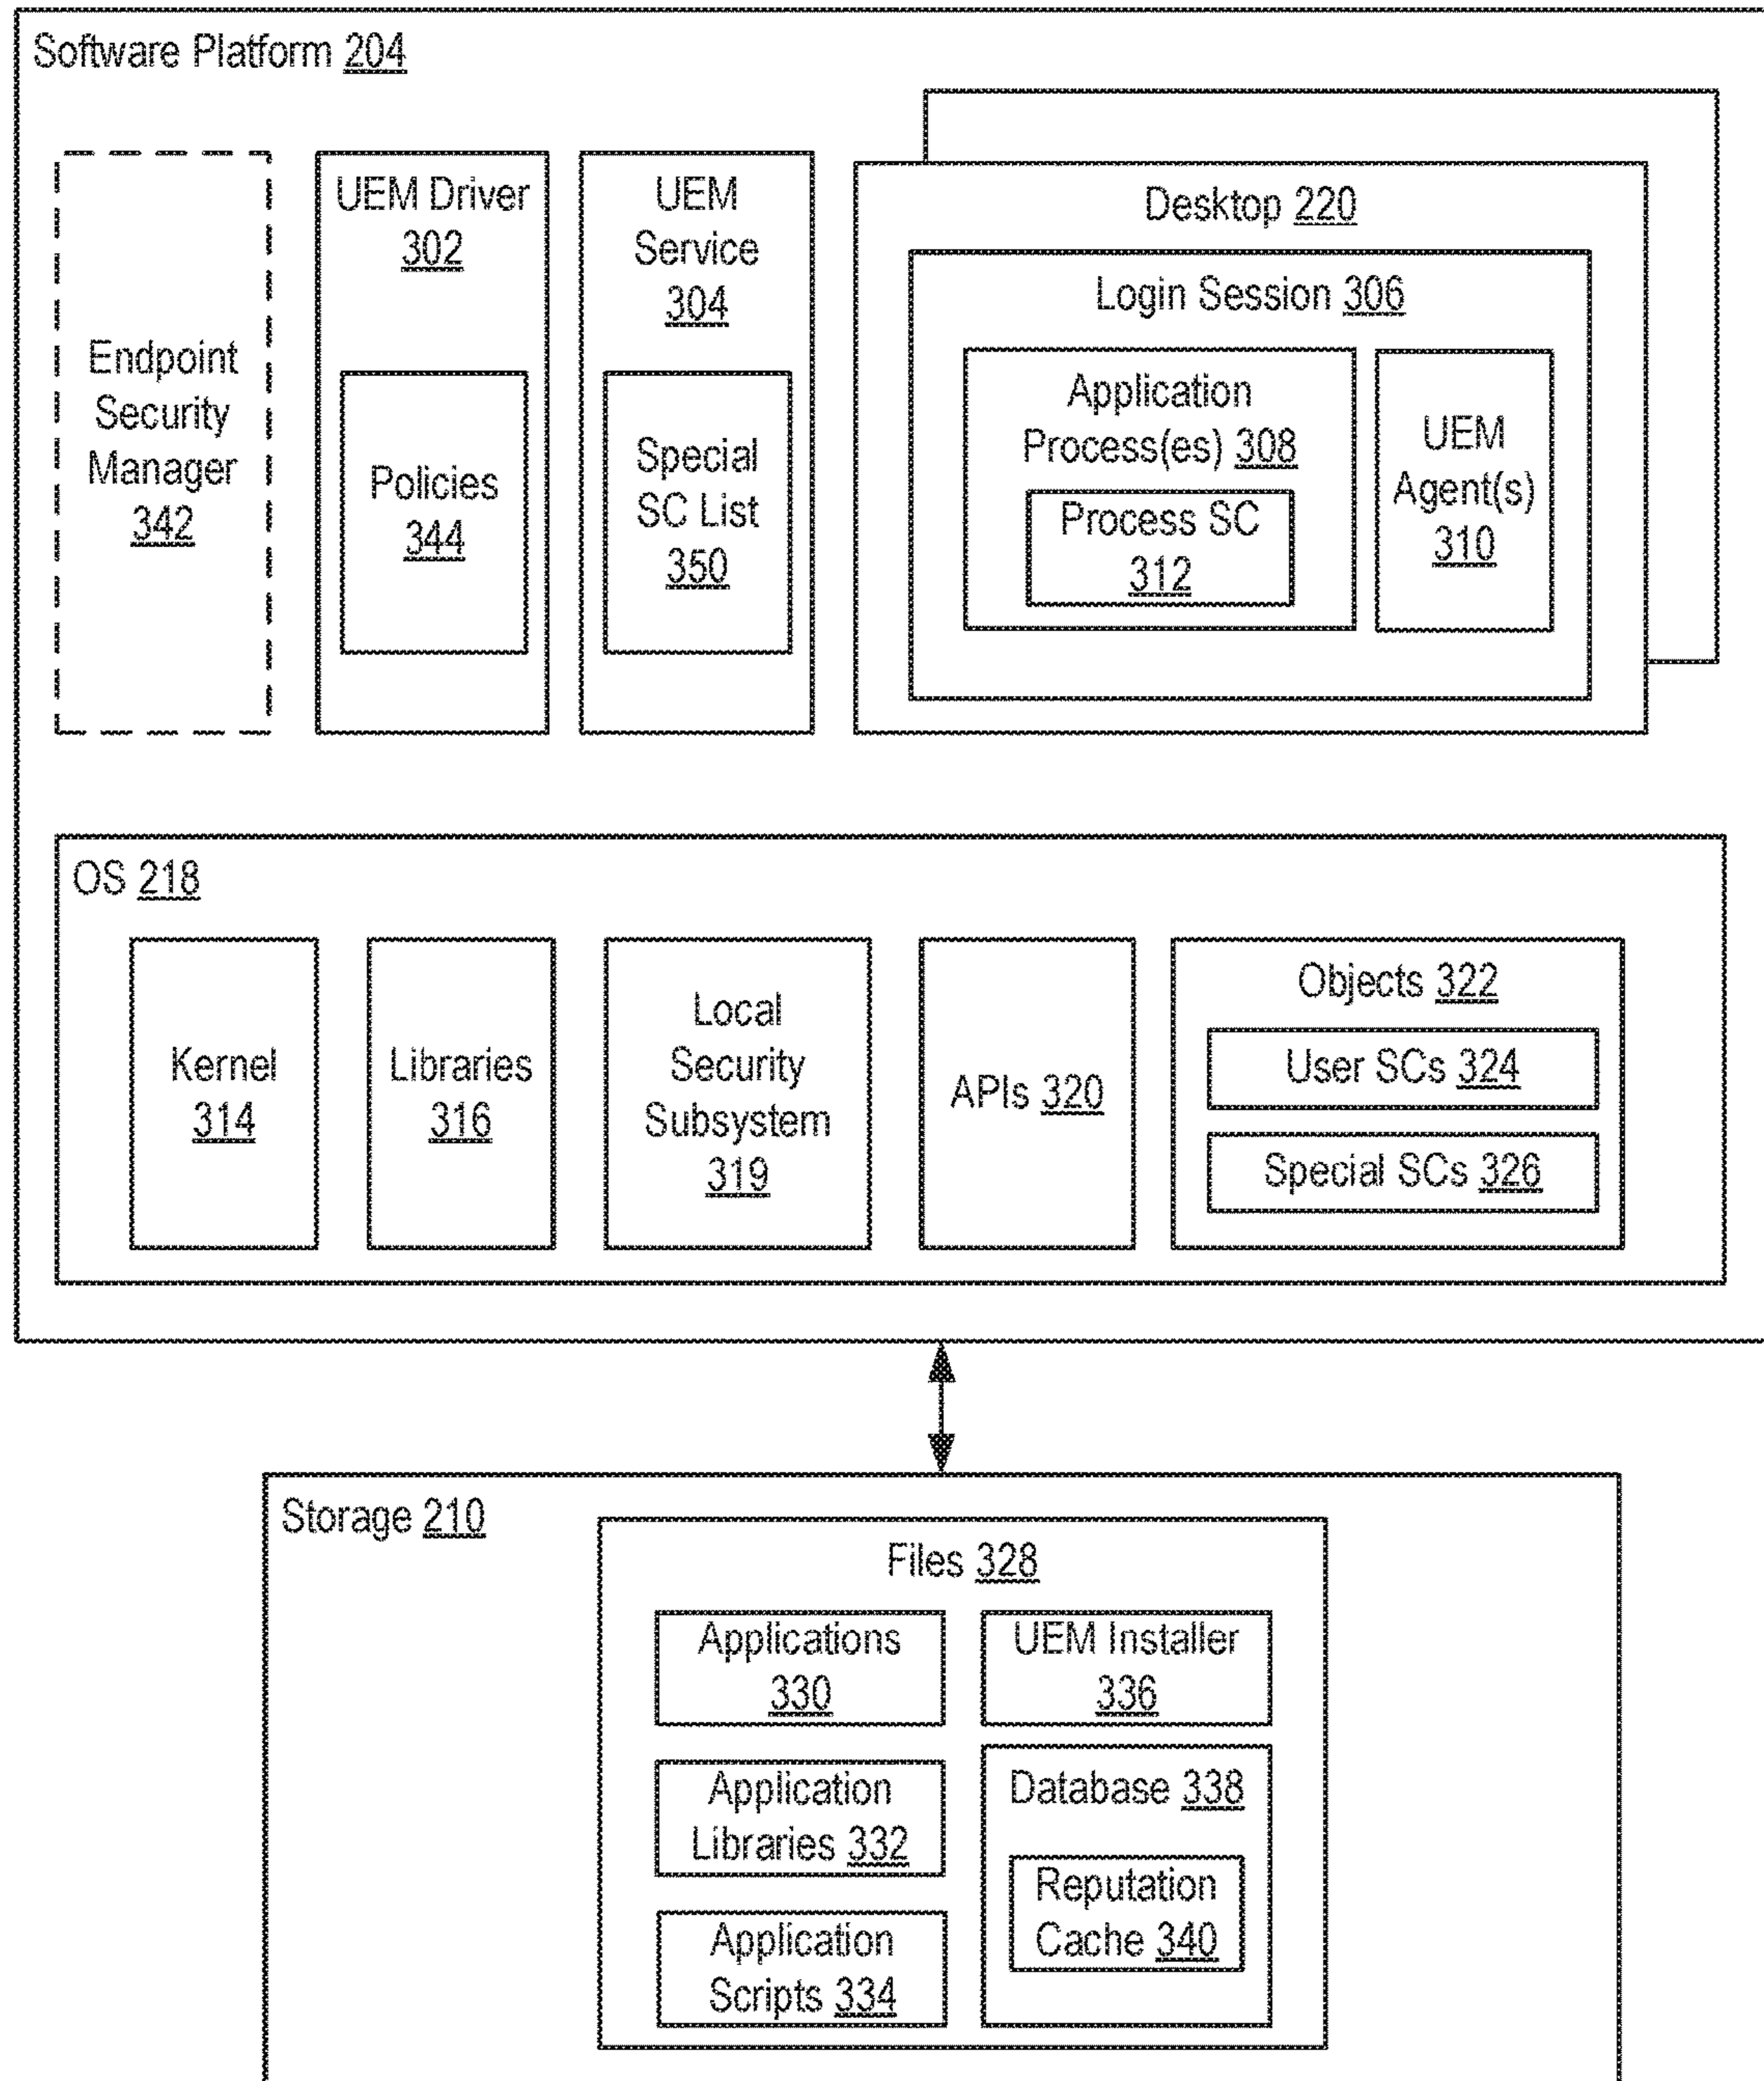 Software Platform 204
Endpoint
Security
Manager
342
UEM Driver
302
Policies
344
UEM
Service
304
Special
SC List
350
Desktop 220
Login Session 306
Application
Process(es) 308
Process SC
312
UEM
Agent(s)
310
OS 218
Kernel
314
Libraries
316
Local
Security
Subsystem
319
APIs 320
Objects 322
User SCs 324
Special SCs 326
Storage 210
Files 328
Applications
330
UEM Installer
336
Application
Libraries 332
Database 338
Reputation
Cache 340
Application
Scripts 334